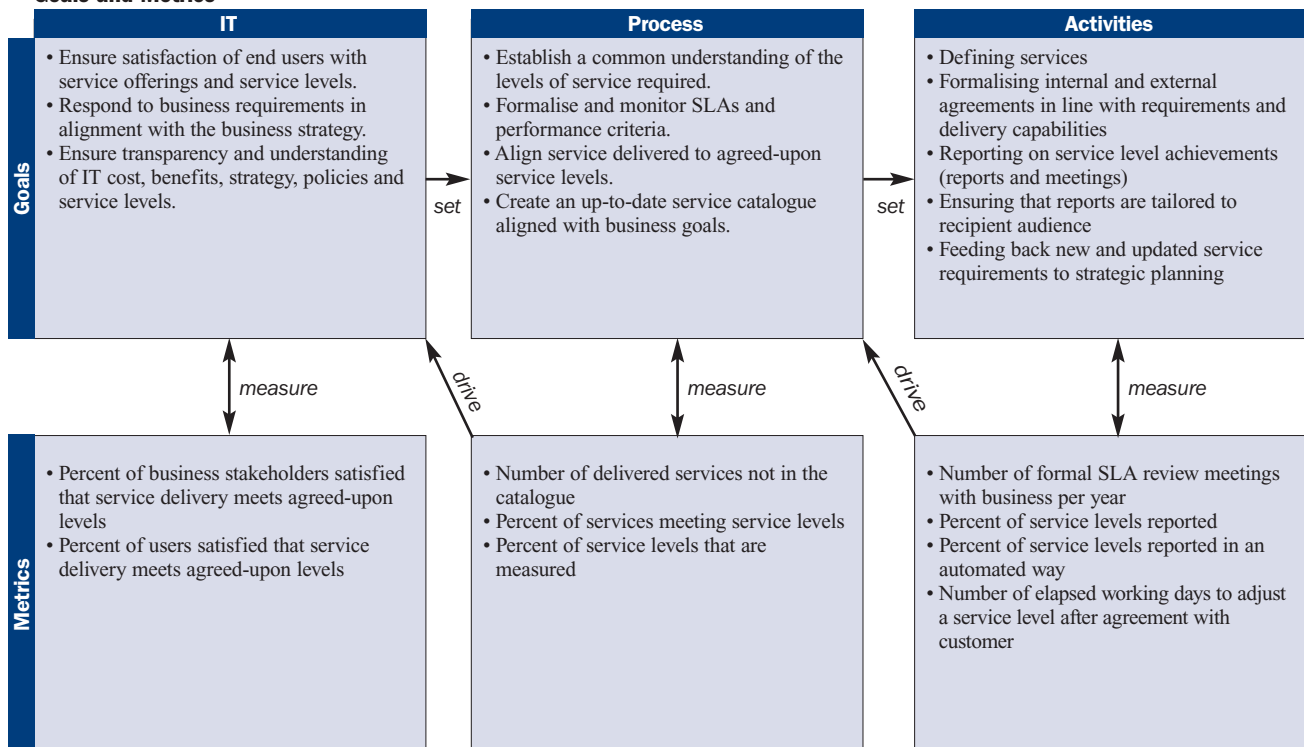 Goals and Metrics
IT
Process
Activities
Goals
• Ensure satisfaction of end users with
service offerings and service levels.
• Respond to business requirements in
alignment with the business strategy.
• Ensure transparency and understanding
of IT cost, benefits, strategy, policies and
service levels.
set
• Establish a common understanding of the
levels of service required.
• Formalise and monitor SLAs and
performance criteria.
• Align service delivered to agreed-upon
service levels.
• Create an up-to-date service catalogue
aligned with business goals.
set
• Defining services
• Formalising internal and external
agreements in line with requirements and
delivery capabilities
• Reporting on service level achievements
(reports and meetings)
• Ensuring that reports are tailored to
recipient audience
• Feeding back new and updated service
requirements to strategic planning
measure
drive
measure
drive
measure
Metrics
• Percent of business stakeholders satisfied
that service delivery meets agreed-upon
levels
• Percent of users satisfied that service
delivery meets agreed-upon levels
• Number of delivered services not in the
catalogue
• Percent of services meeting service levels
• Percent of service levels that are
measured
• Number of formal SLA review meetings
with business per year
• Percent of service levels reported
• Percent of service levels reported in an
automated way
• Number of elapsed working days to adjust
a service level after agreement with
customer